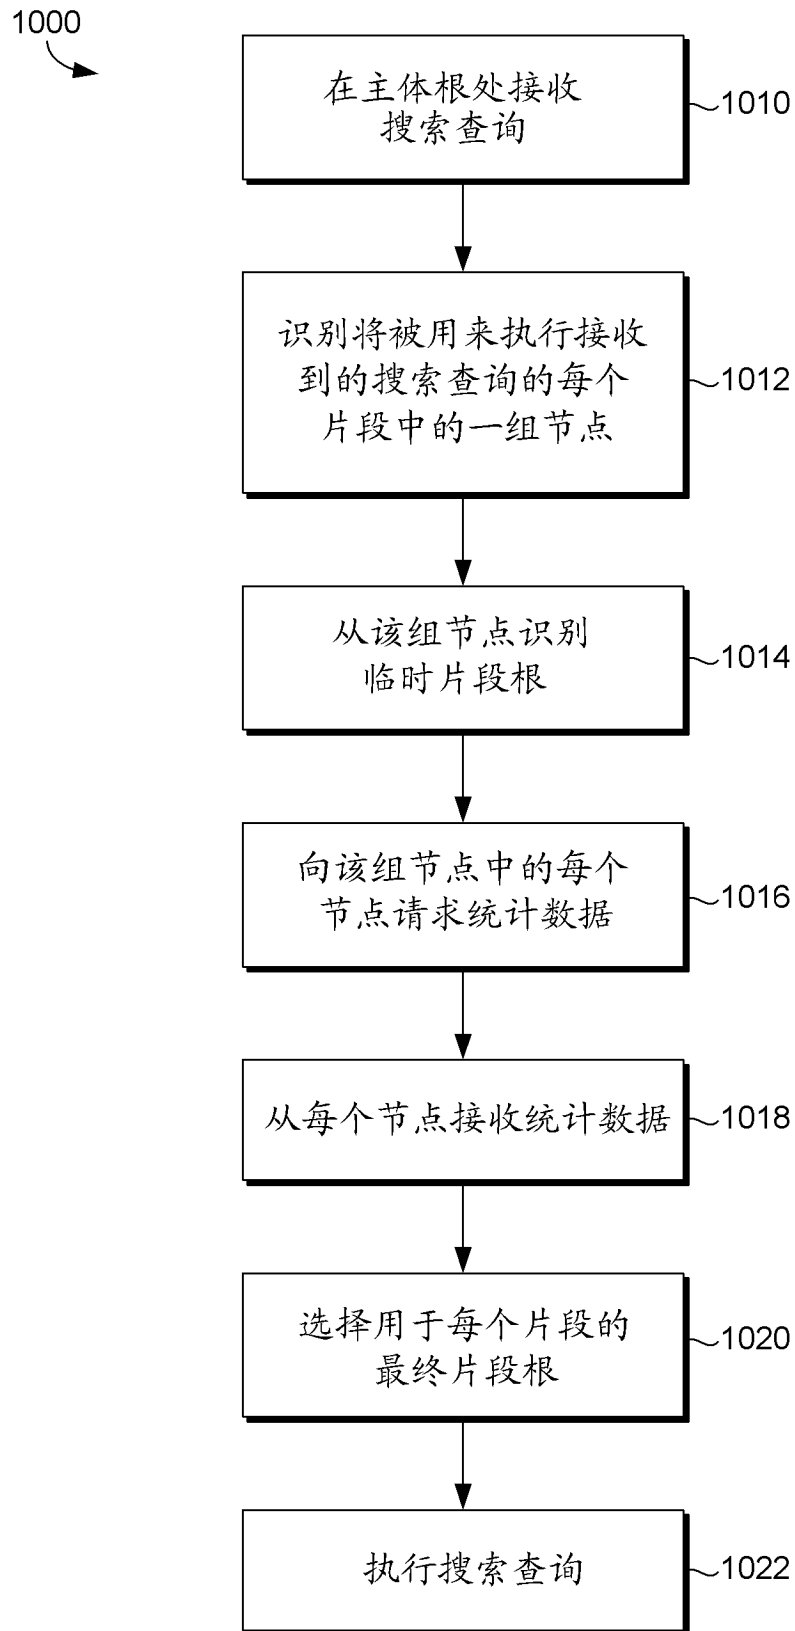 1000
在主体根处接收
搜索查询
1010
识别将被用来执行接收
到的搜索查询的每个
片段中的一组节点
1012
从该组节点识别
临时片段根
1014
向该组节点中的每个
节点请求统计数据
1016
从每个节点接收统计数据
1018
选择用于每个片段的
最终片段根
1020
执行搜索查询
1022